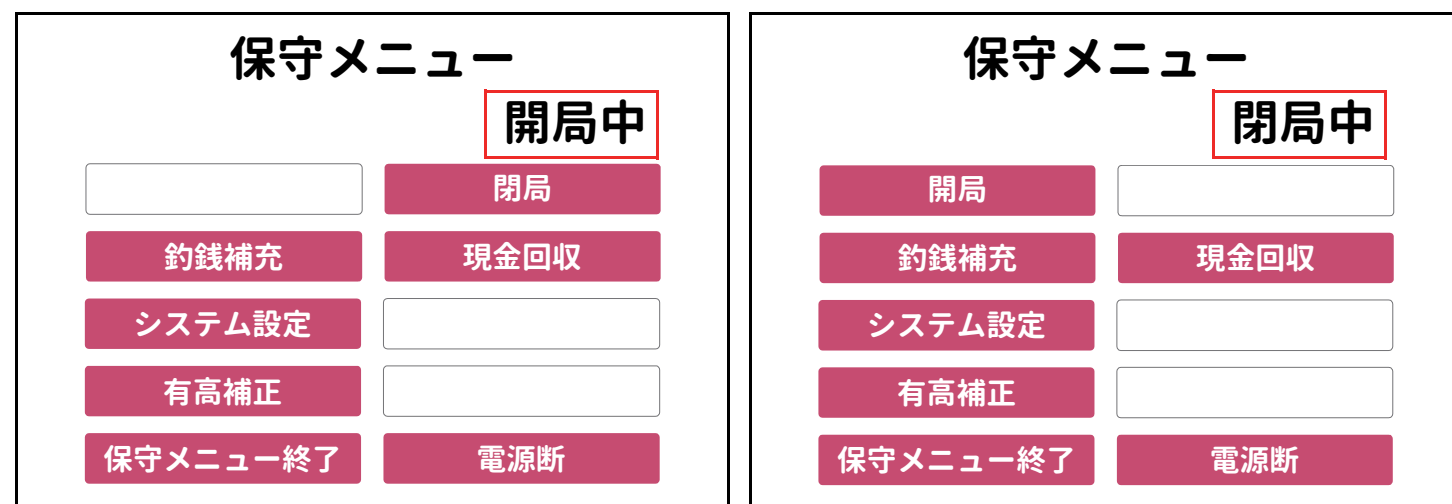 保守メニュー
開局中
閉局
釣銭補充
現金回収
システム設定
有高補正
保守メニュー終了
電源断
保守メニュー
閉局中
開局
釣銭補充
現金回収
システム設定
有高補正
保守メニュー終了
電源断